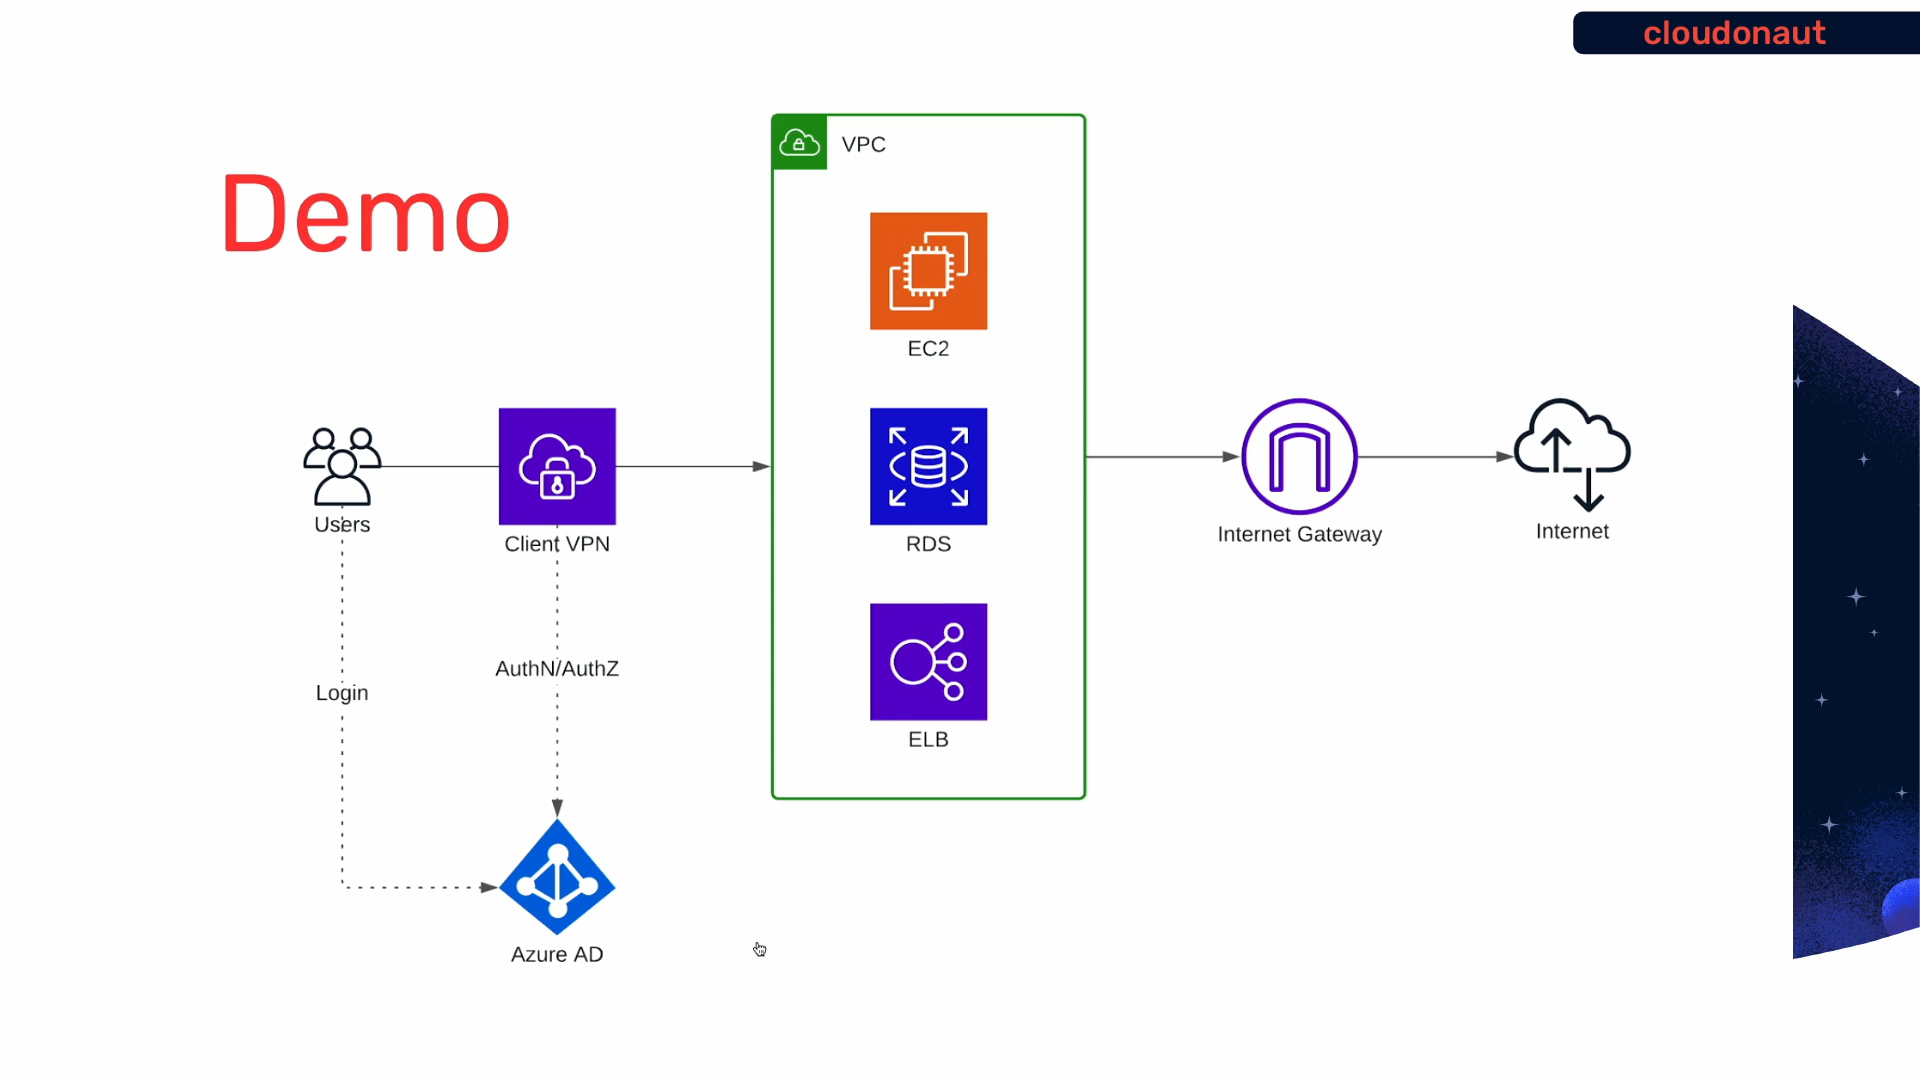 cloudonaut
Demo
VPC
EC2
RDS
ELB
Users
Client VPN
Internet Gateway
Internet
Login
AuthN/AuthZ
Azure AD